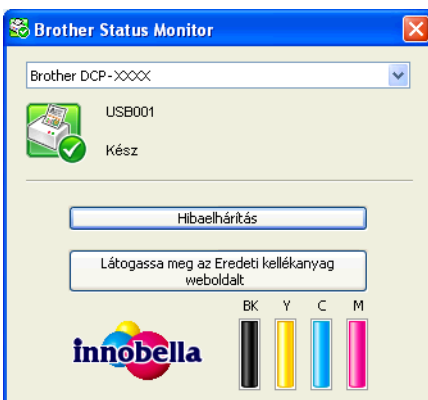 Brother Status Monitor
Brother DCP-XXXX
USB001
Kész
Hibaelhárítás
Látogassa meg az Eredeti kellékanyag
weboldalt
BK Y C M
innobella